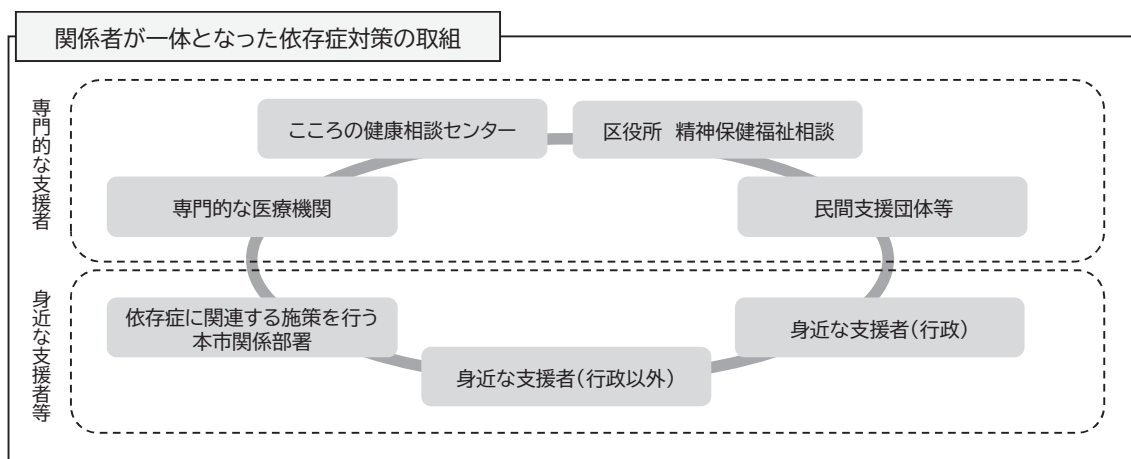 関係者が一体となった依存症対策の取組
専門的な支援者
こころの健康相談センター
区役所 精神保健福祉相談
専門的な医療機関
民間支援団体等
身近な支援者等
依存症に関連する施策を行う
本市関係部署
身近な支援者(行政)
身近な支援者(行政以外)